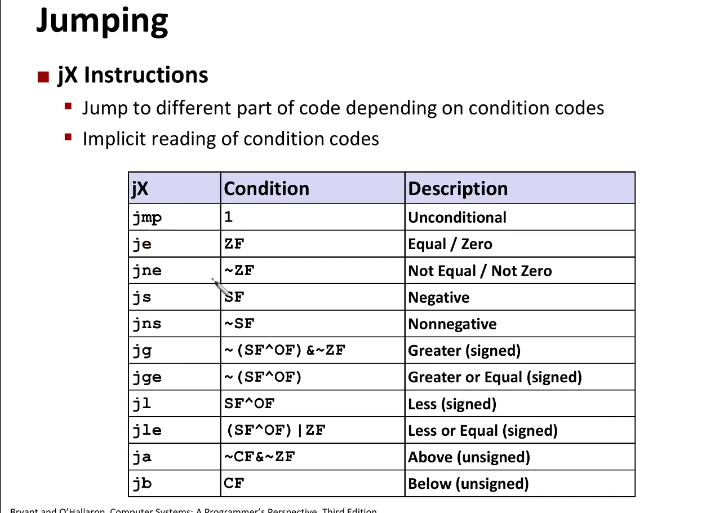 Jumping
jX Instructions
Jump to different part of code depending on condition codes
Implicit reading of condition codes
jX Condition Description
jmp 1 Unconditional
je ZF Equal / Zero
jne ~ZF Not Equal / Not Zero
js SF Negative
jns ~SF Nonnegative
jg ~(SF^OF)&~ZF Greater (signed)
jge ~(SF^OF) Greater or Equal (signed)
jl SF^OF Less (signed)
jle (SF^OF)|ZF Less or Equal (signed)
ja ~CF&~ZF Above (unsigned)
jb CF Below (unsigned)
Bryant and O'Hallaron, Computer Systems: A Programmer's Perspective, Third Edition